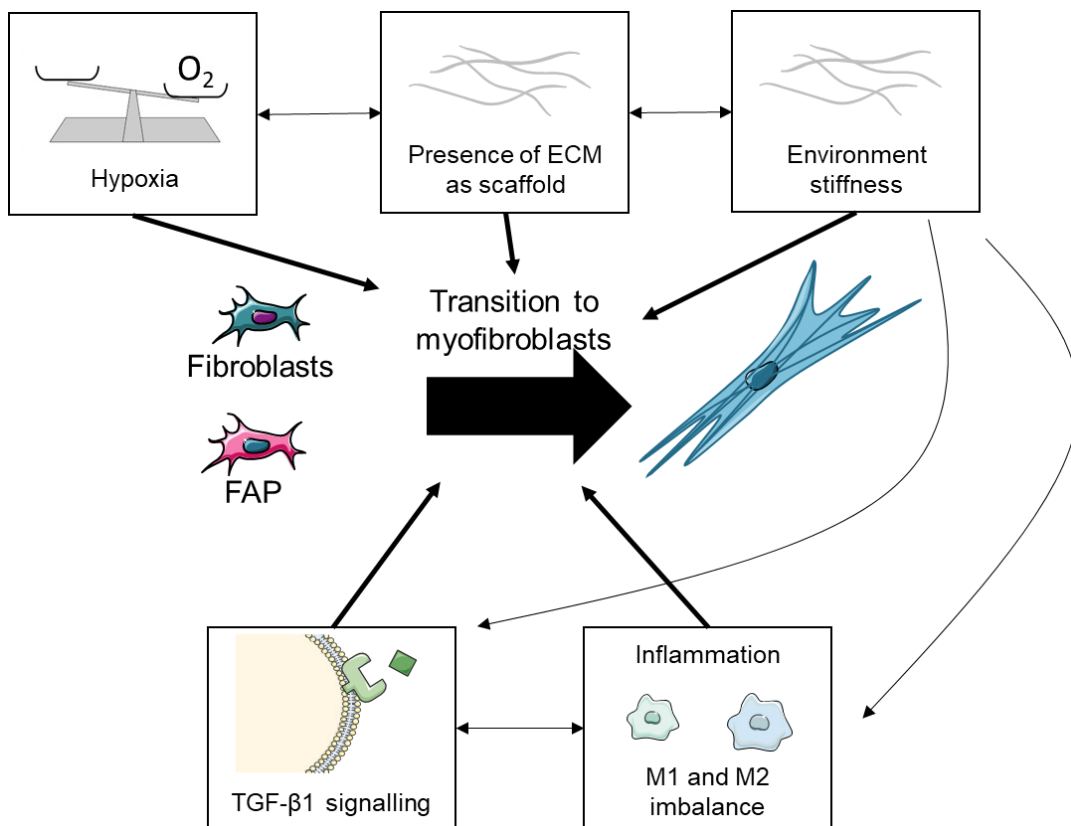 O2
Hypoxia
Presence of ECM
as scaffold
Environment
stiffness
Transition to
myofibroblasts
Fibroblasts
FAP
TGF-β1 signalling
Inflammation
M1 and M2
imbalance